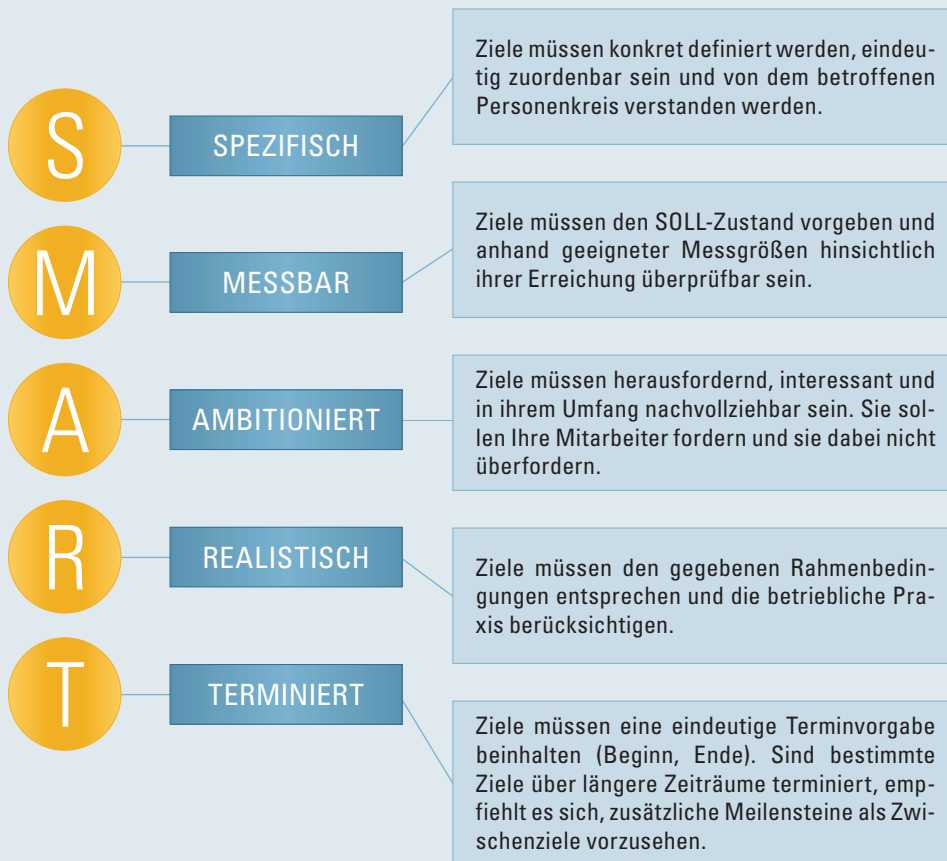 S
SPEZIFISCH
Ziele müssen konkret definiert werden, eindeu-
tig zuordenbar sein und von dem betroffenen
Personenkreis verstanden werden.
M
MESSBAR
Ziele müssen den SOLL-Zustand vorgeben und
anhand geeigneter Messgrößen hinsichtlich
ihrer Erreichung überprüfbar sein.
A
AMBITIONIERT
Ziele müssen herausfordernd, interessant und
in ihrem Umfang nachvollziehbar sein. Sie sol-
len Ihre Mitarbeiter fordern und sie dabei nicht
überfordern.
R
REALISTISCH
Ziele müssen den gegebenen Rahmenbedin-
gungen entsprechen und die betriebliche Pra-
xis berücksichtigen.
T
TERMINIERT
Ziele müssen eine eindeutige Terminvorgabe
beinhalten (Beginn, Ende). Sind bestimmte
Ziele über längere Zeiträume terminiert, emp-
fiehlt es sich, zusätzliche Meilensteine als Zwi-
schenziele vorzusehen.